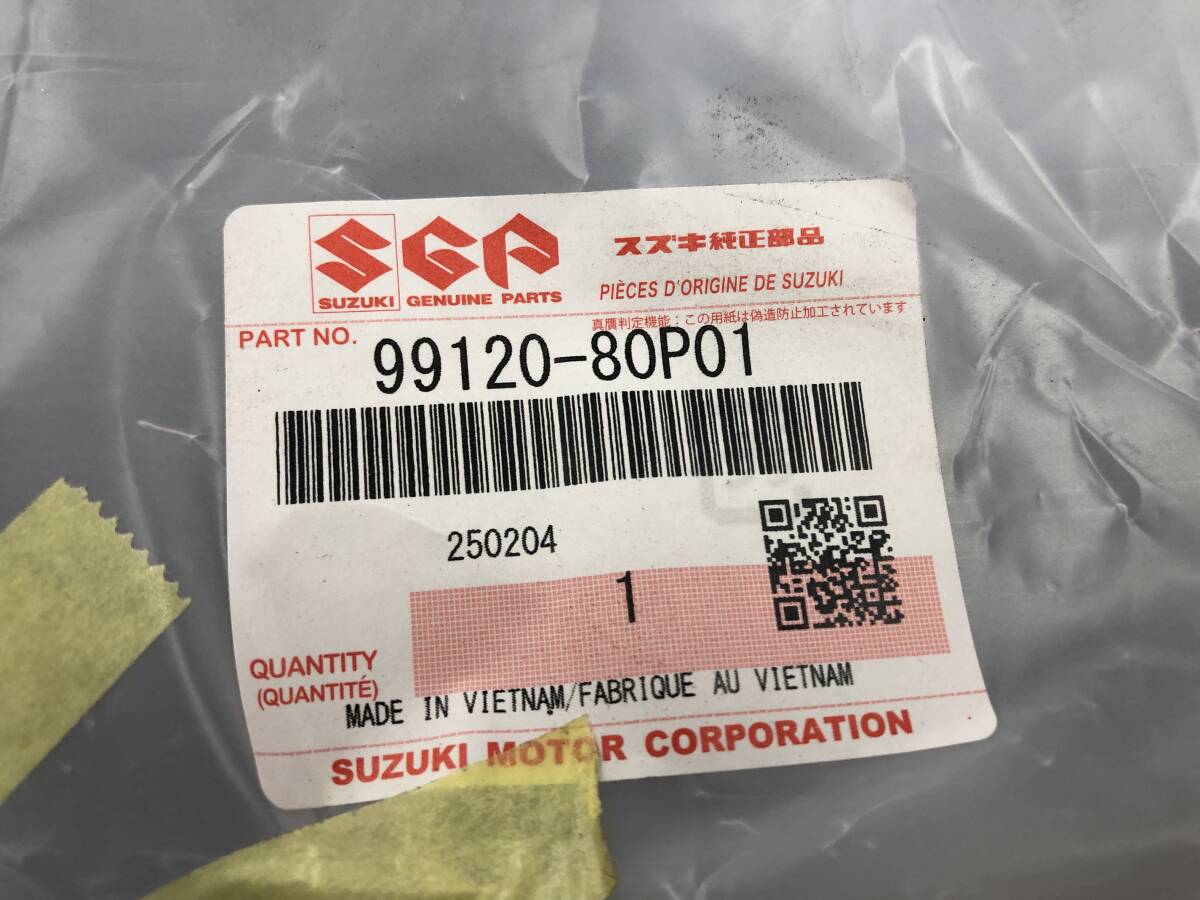 SGP
スズキ純正部品
SUZUKI GENUINE PARTS
PIÈCES D'ORIGINE DE SUZUKI
真贋判定機能：この用紙は偽造防止加工されています
PART NO. 99120-80P01
250204
1
QUANTITY
(QUANTITÉ)
MADE IN VIETNAM/FABRIQUE AU VIETNAM
SUZUKI MOTOR CORPORATION